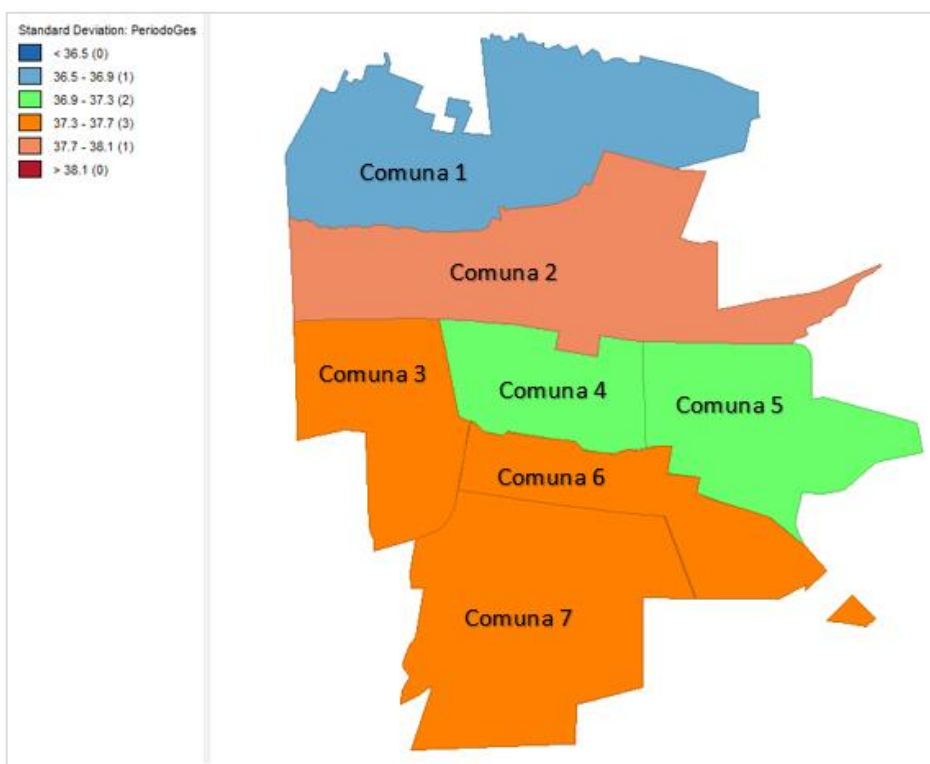 Standard Deviation: PeriodoGes
< 36.5 (0)
36.5 - 36.9 (1)
36.9 - 37.3 (2)
37.3 - 37.7 (3)
37.7 - 38.1 (1)
> 38.1 (0)
Comuna 1
Comuna 2
Comuna 3
Comuna 4
Comuna 5
Comuna 6
Comuna 7